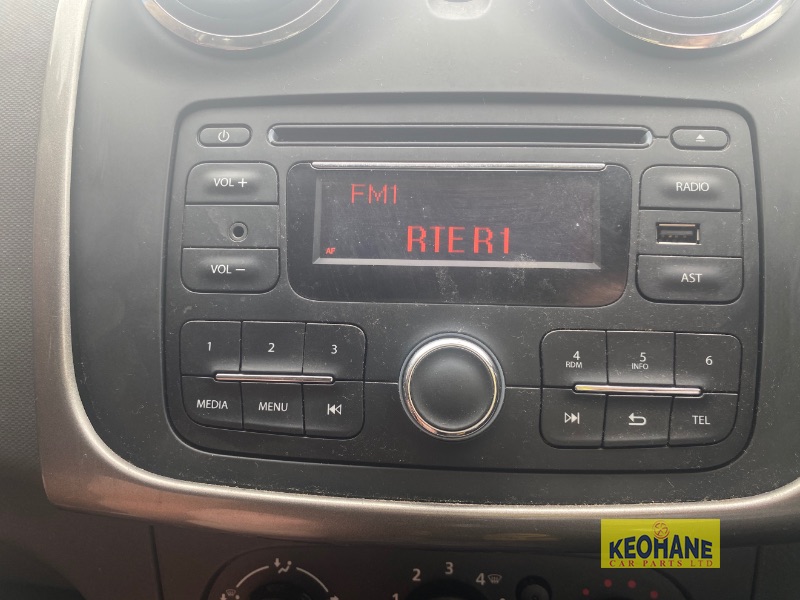 VOL +
RADIO
FM1
AF
RTE R1
VOL −
AST
1
2
3
4
RDM
5
INFO
6
MEDIA
MENU
TEL
2
3
4
1
KEOHANE
CAR PARTS LTD